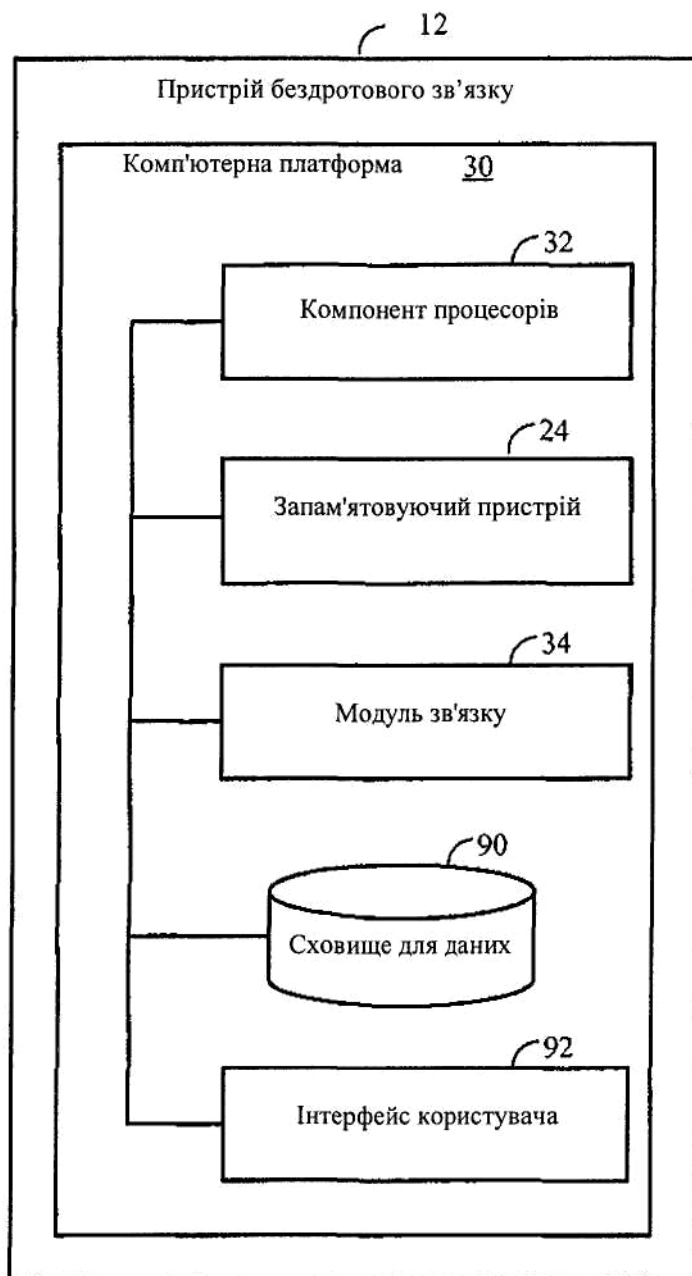 12
Пристрій бездротового зв’язку
Комп'ютерна платформа 30
32
Компонент процесорів
24
Запам'ятовуючий пристрій
34
Модуль зв'язку
90
Сховище для даних
92
Інтерфейс користувача